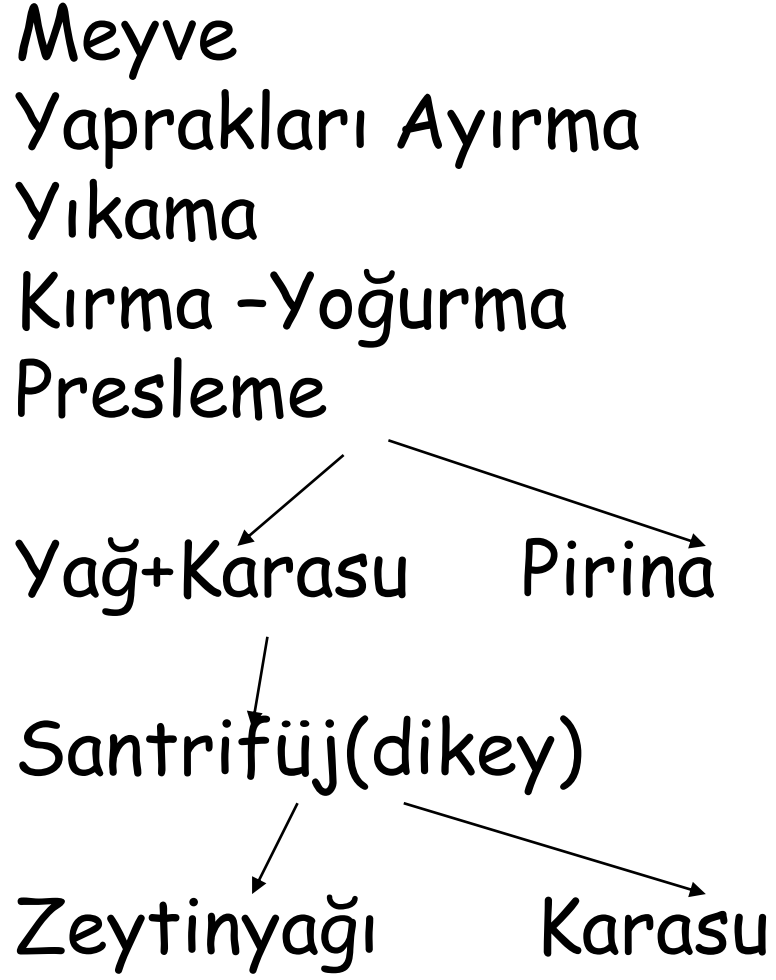 Meyve
Yaprakları Ayırma
Yıkama
Kırma –Yoğurma
Presleme
Yağ+Karasu Pirina
Santrifüj(dikey)
Zeytinyağı Karasu